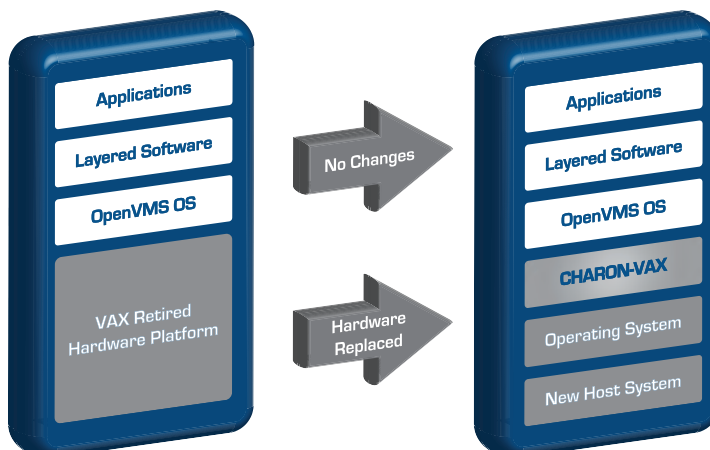 Applications
Layered Software
OpenVMS OS
VAX Retired
Hardware Platform
No Changes
Hardware
Replaced
Applications
Layered Software
OpenVMS OS
CHARON-VAX
Operating System
New Host System